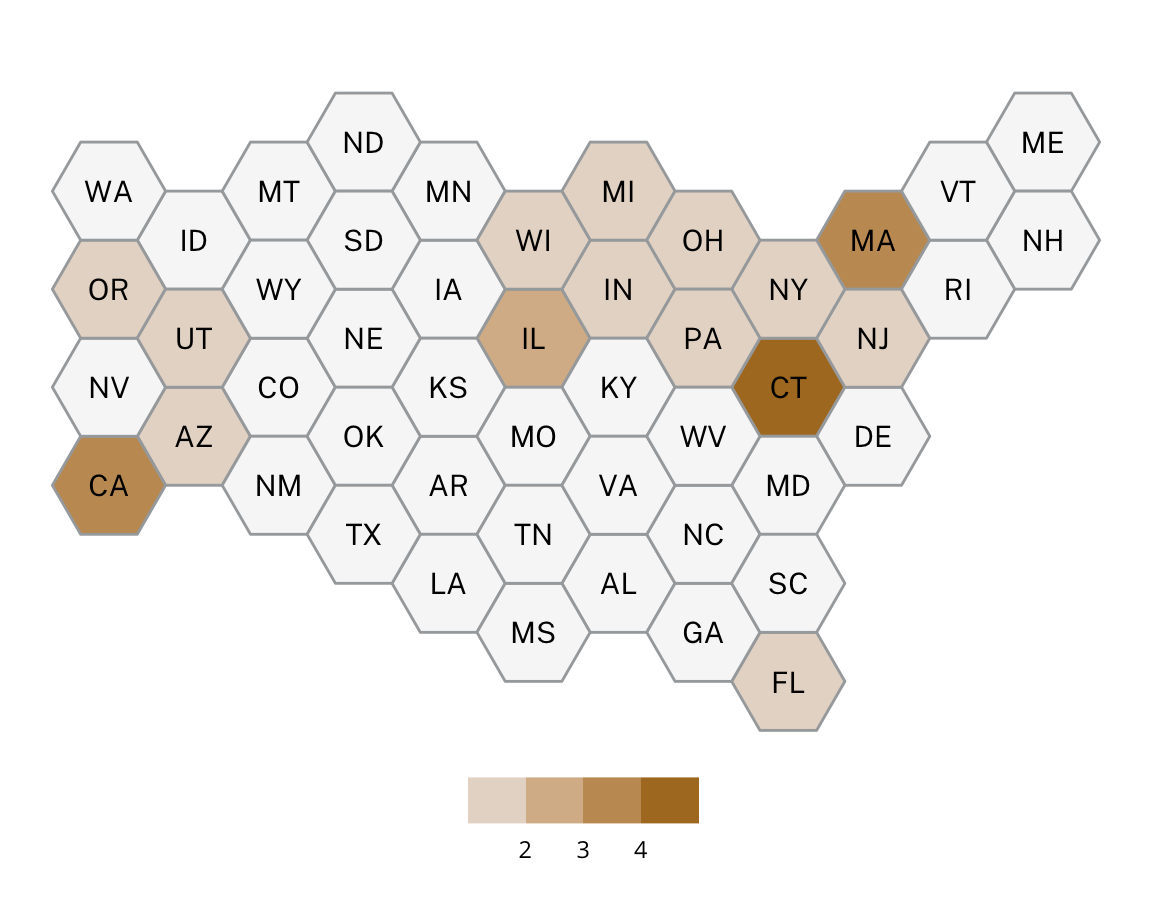 ND ME
WA MT MN MI VT
ID SD WI OH MA NH
OR WY IA IN NY RI
UT NE IL PA NJ
NV CO KS KY CT
AZ OK MO WV DE
CA NM AR VA MD
TX TN NC
LA AL SC
MS GA
FL
2 3 4